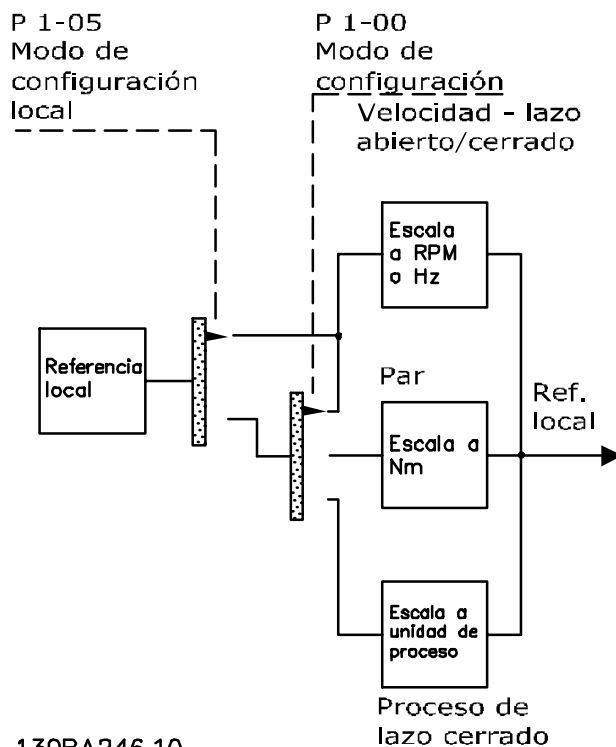 P 1-05
Modo de
configuración
local
P 1-00
Modo de
configuración
Velocidad - lazo
abierto/cerrado
Escala
a RPM
o Hz
Referencia
local
Par
Escala a
Nm
Ref.
local
Escala a
unidad de
proceso
Proceso de
lazo cerrado
130BA246.10